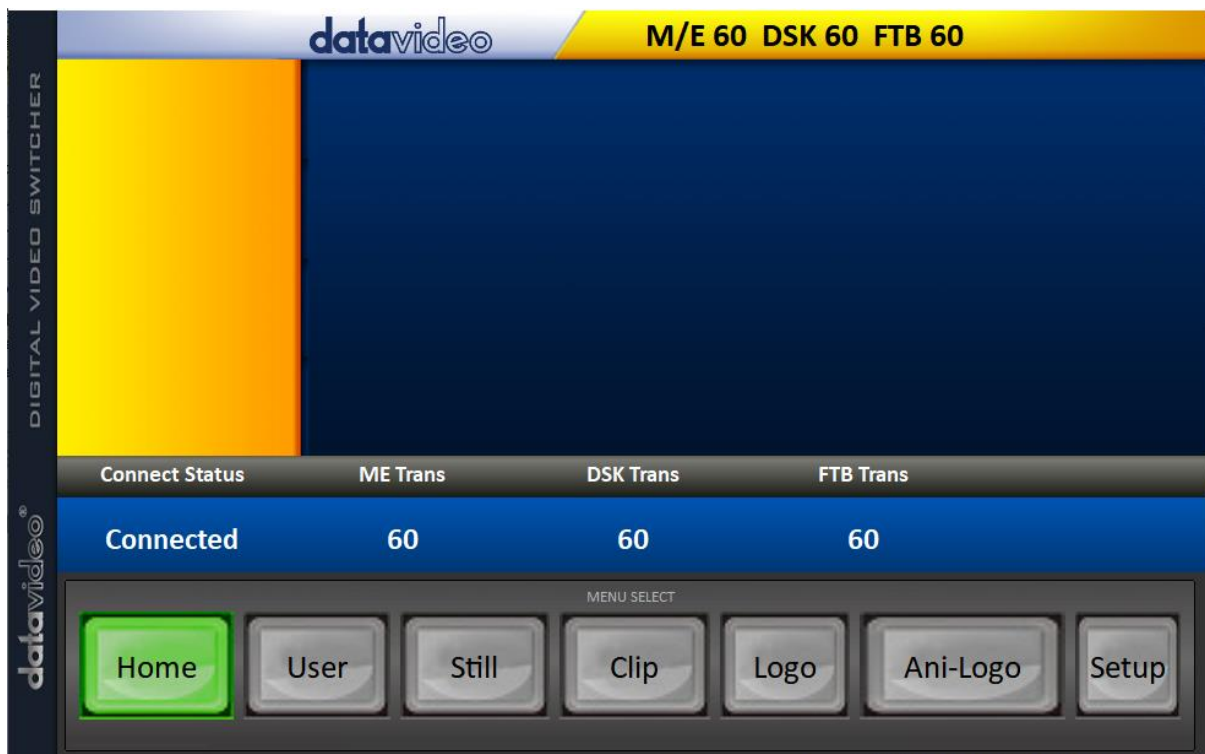 datavideo
M/E 60 DSK 60 FTB 60
DIGITAL VIDEO SWITCHER
datavideo®
Connect Status ME Trans DSK Trans FTB Trans
Connected 60 60 60
MENU SELECT
Home User Still Clip Logo Ani-Logo Setup